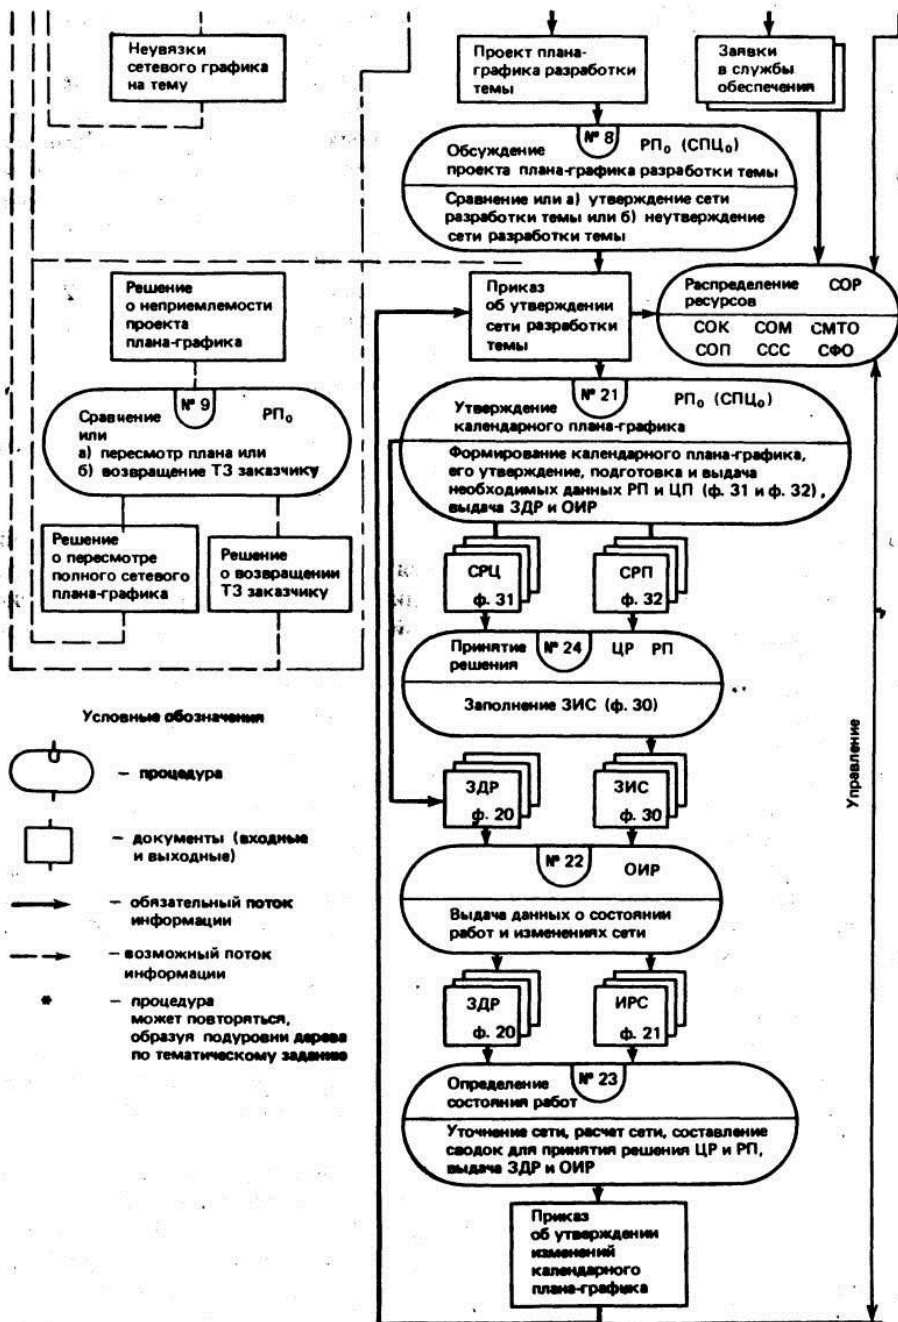 Неувязки
сетевого графика
на тему
Проект плана-
графика разработки
темы
Заявки
в службы
обеспечения
№ 8
РП₀ (СПЦ₀)
Обсуждение
проекта плана-графика разработки темы
Сравнение или а) утверждение сети
разработки темы или б) неутверждение
сети разработки темы
Решение
о неприемлемости
проекта
плана-графика
Приказ
об утверждении
сети разработки
темы
Распределение СОР
ресурсов
СОК СОМ СМТО
СОП ССС СФО
№ 9
РП₀
Сравнение
или
а) пересмотр плана или
б) возвращение ТЗ заказчику
№ 21
РП₀ (СПЦ₀)
Утверждение
календарного плана-графика
Формирование календарного плана-графика,
его утверждение, подготовка и выдача
необходимых данных РП и ЦП (ф. 31 и ф. 32),
выдача ЗДР и ОИР
Решение
о пересмотре
полного сетевого
плана-графика
Решение
о возвращении
ТЗ заказчику
СРЦ
ф. 31
СРП
ф. 32
Принятие № 24 ЦР РП
решения
Заполнение ЗИС (ф. 30)
Управление
Условные обозначения
– процедура
– документы (входные
и выходные)
– обязательный поток
информации
– возможный поток
информации
* – процедура
может повторяться,
образуя подуровни дерева
по тематическому заданию
ЗДР
ф. 20
ЗИС
ф. 30
№ 22
ОИР
Выдача данных о состоянии
работ и изменениях сети
ЗДР
ф. 20
ИРС
ф. 21
№ 23
Определение
состояния работ
Уточнение сети, расчет сети, составление
сводок для принятия решения ЦР и РП,
выдача ЗДР и ОИР
Приказ
об утверждении
изменений
календарного
плана-графика